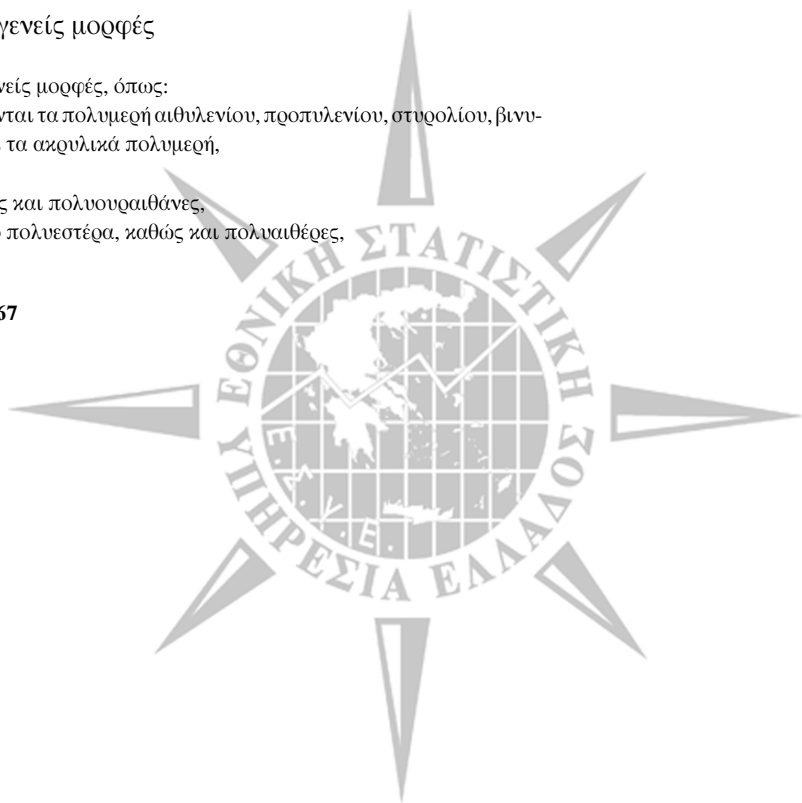 γενείς μορφές
νείς μορφές, όπως:
νται τα πολυμερή αιθυλενίου, προπυλενίου, στυρολίου, βινυ-
τα ακρυλικά πολυμερή,
ς και πολυουραιθάνες,
πολυεστέρα, καθώς και πολυαιθέρες,
67
ΕΘΝΙΚΗ ΣΤΑΤΙΣΤΙΚΗ
ΥΠΗΡΕΣΙΑ ΕΛΛΑΔΟΣ
Ε.Σ.Υ.Ε.